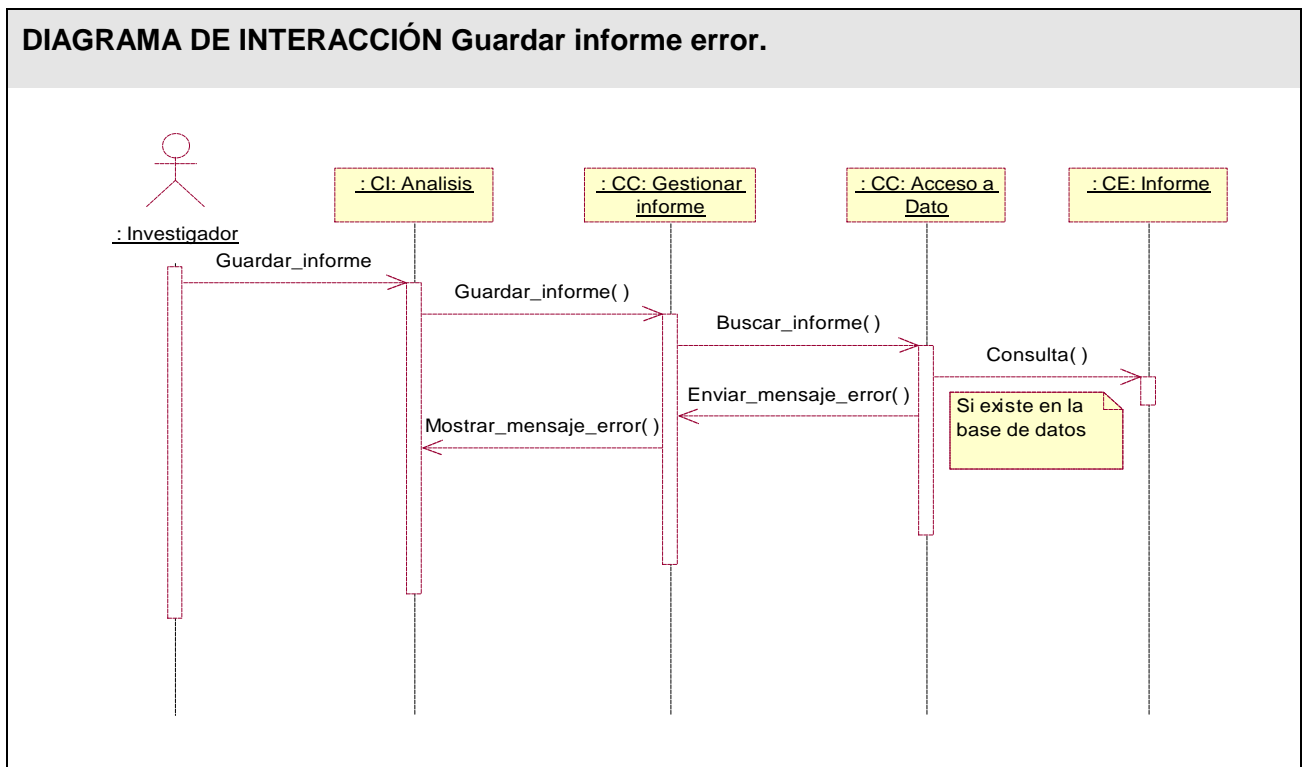 DIAGRAMA DE INTERACCIÓN Guardar informe error.
: Investigador
: CI: Analisis
: CC: Gestionar
informe
: CC: Acceso a
Dato
: CE: Informe
Guardar_informe
Guardar_informe( )
Buscar_informe( )
Consulta( )
Enviar_mensaje_error( )
Si existe en la
base de datos
Mostrar_mensaje_error( )